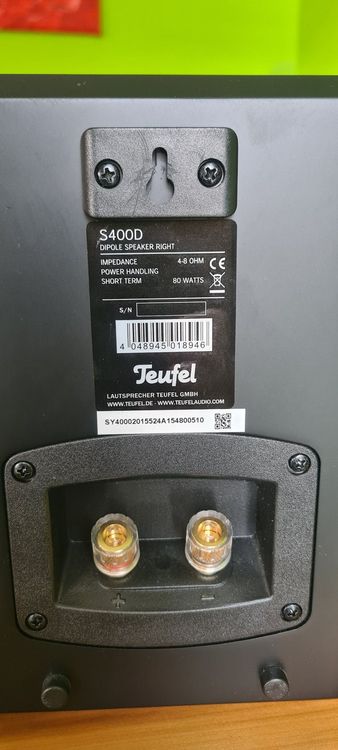 S400D
DIPOLE SPEAKER RIGHT
IMPEDANCE 4-8 OHM
POWER HANDLING
SHORT TERM 80 WATTS
CE
S/N
4 048945 018946
Teufel
LAUTSPRECHER TEUFEL GMBH
WWW.TEUFEL.DE · WWW.TEUFELAUDIO.COM
SY40002015524A154800510
+ −